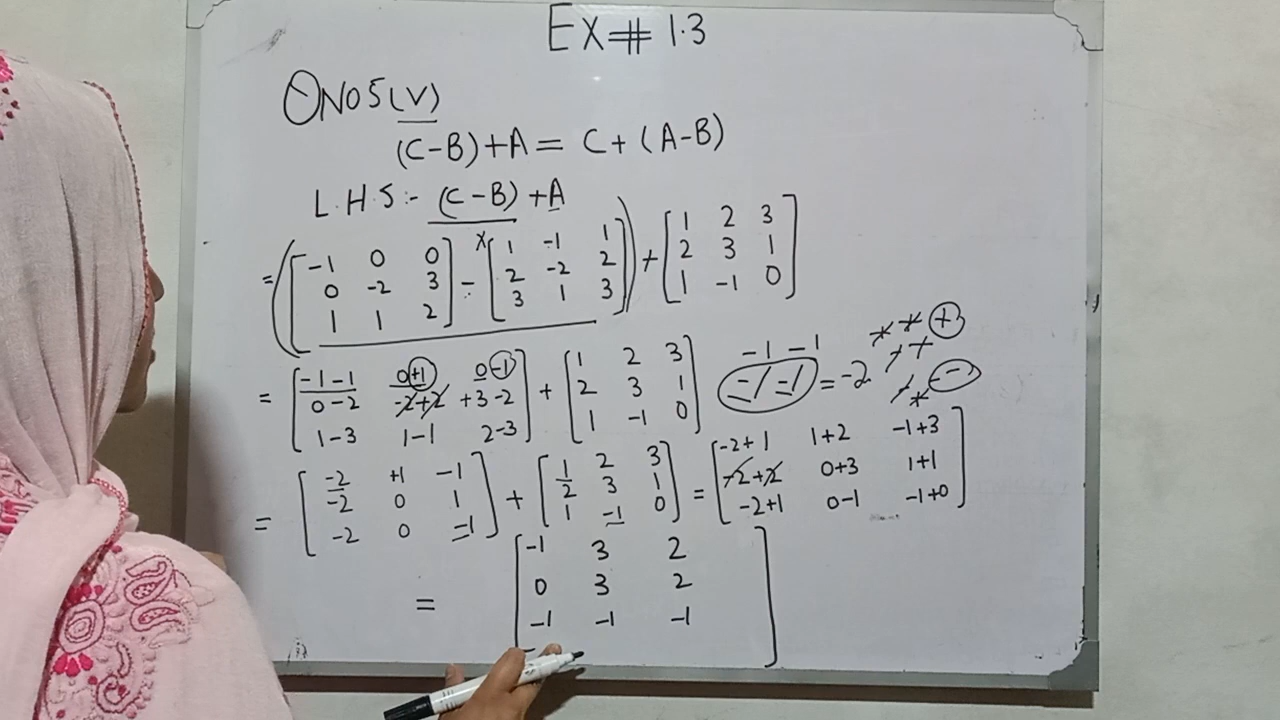 EX# 1.3
QNO5(V)
(C-B)+A = C+(A-B)
L.H.S:- (C-B)+A
= ([-1 0 0] - x[1 -1 1]) + [1 2 3]
0 -2 3 2 -2 2 2 3 1
1 1 2 3 1 3 1 -1 0
= [-1-1 0+1 0-1] + [1 2 3] -1 -1
0-2 -2+2 +3-2 2 3 1 -1-1 = -2
1-3 1-1 2-3 1 -1 0
+
-
= [-2 +1 -1] + [1 2 3] = [-2+1 1+2 -1+3]
-2 0 1 2 3 1 -2+2 0+3 1+1
-2 0 -1 1 -1 0 -2+1 0-1 -1+0
= [-1 3 2]
0 3 2
-1 -1 -1